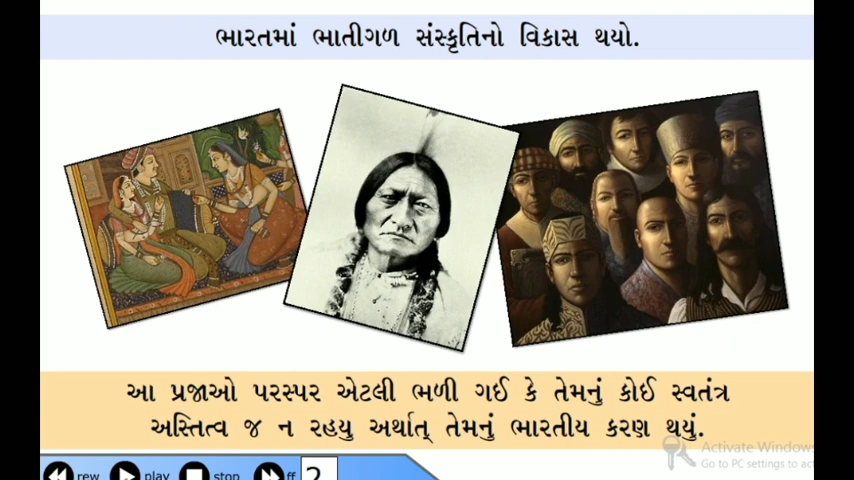 ભારતમાં ભાતીગળ સંસ્કૃતિનો વિકાસ થયો.
આ પ્રજાઓ પરસ્પર એટલી ભળી ગઈ કે તેમનું કોઈ સ્વતંત્ર
અસ્તિત્વ જ ન રહયુ અર્થાત્ તેમનું ભારતીય કરણ થયું.
Activate Windows
Go to PC settings to act
rew play stop ff 2